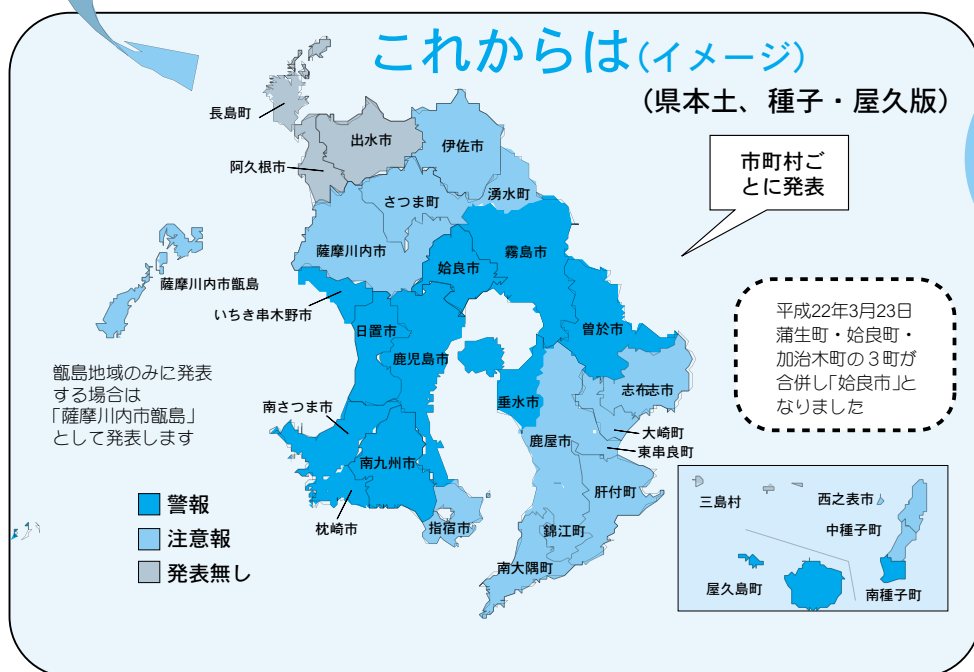 これからは(イメージ)
(県本土、種子・屋久版)
市町村ご
とに発表
長島町
出水市
伊佐市
阿久根市
さつま町
湧水町
薩摩川内市
霧島市
姶良市
薩摩川内市甑島
いちき串木野市
日置市
鹿児島市
曽於市
平成22年3月23日
蒲生町・姶良町・
加治木町の3町が
合併し「姶良市」と
なりました
甑島地域のみに発表
する場合は
「薩摩川内市甑島」
として発表します
志布志市
垂水市
南さつま市
大崎町
鹿屋市
東串良町
南九州市
肝付町
枕崎市
指宿市
錦江町
南大隅町
警報
注意報
発表無し
三島村
西之表市
中種子町
屋久島町
南種子町